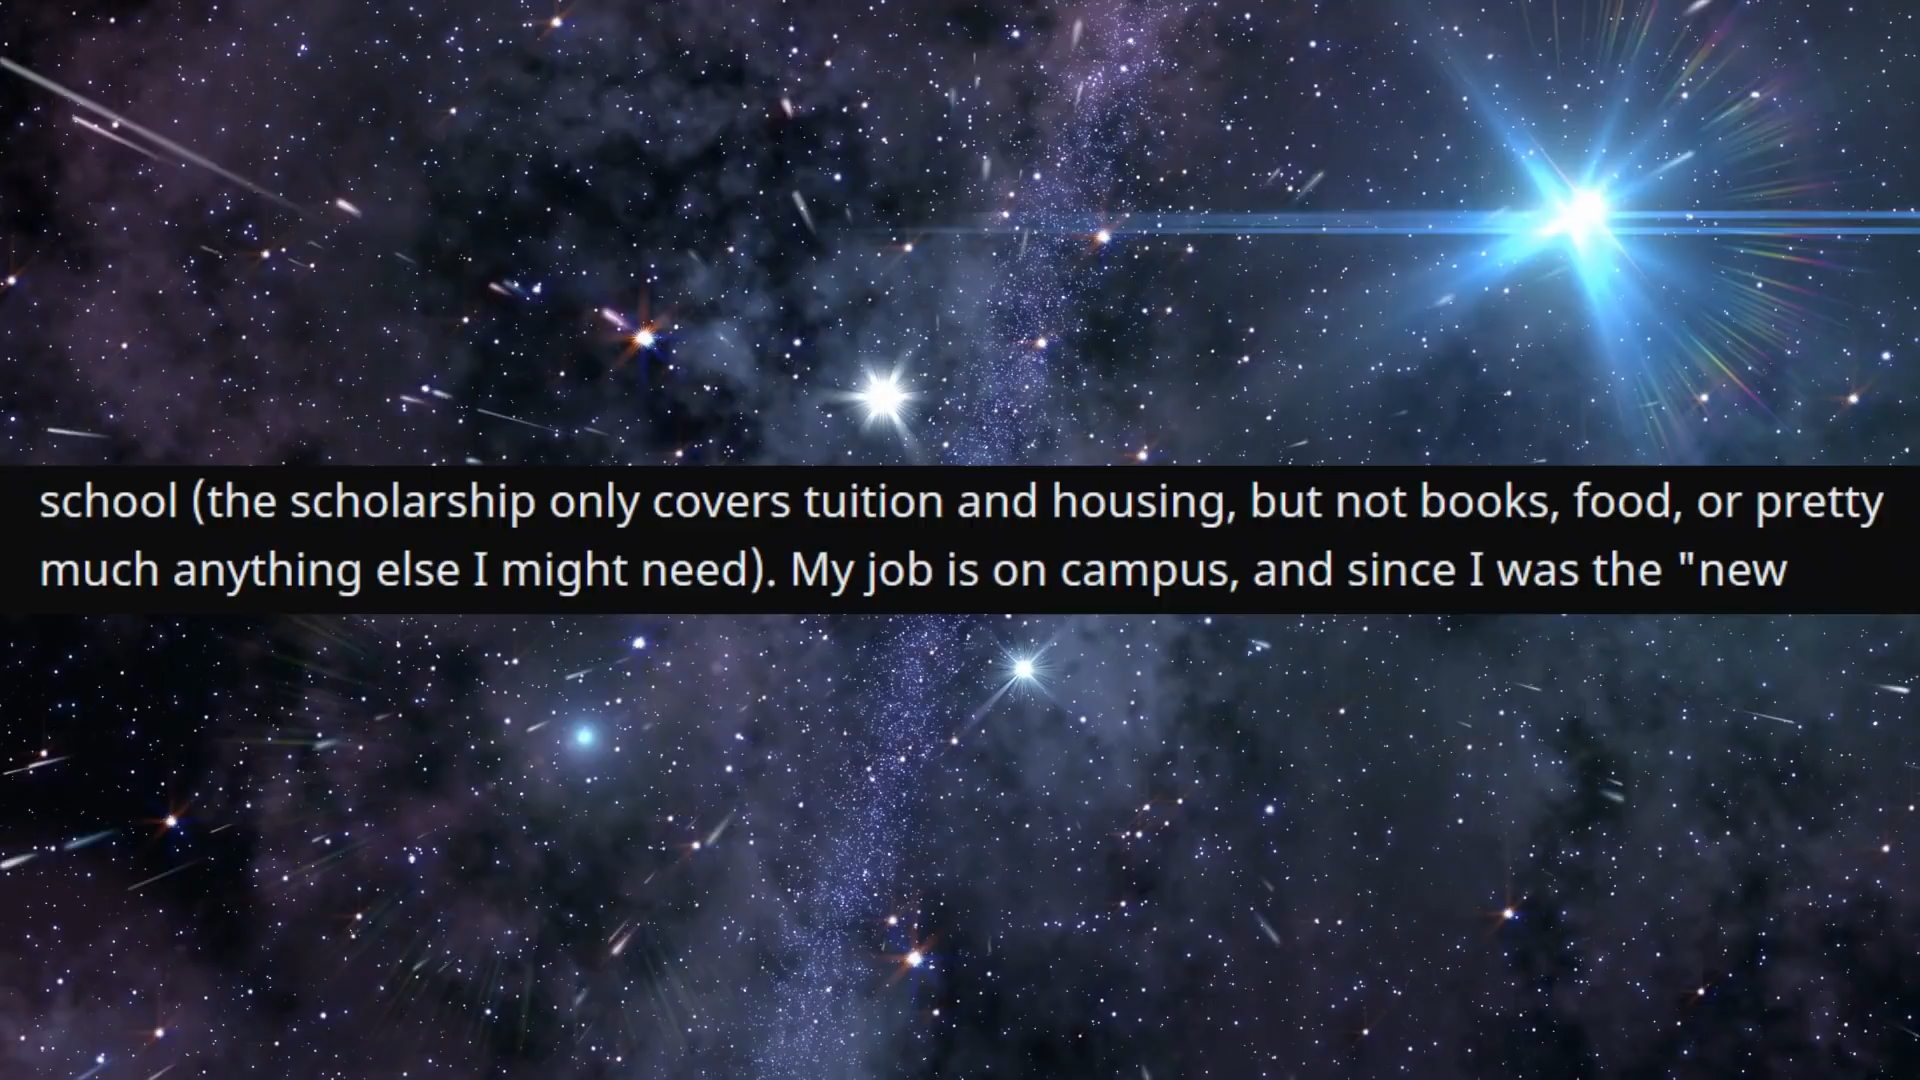 school (the scholarship only covers tuition and housing, but not books, food, or pretty
much anything else I might need). My job is on campus, and since I was the "new